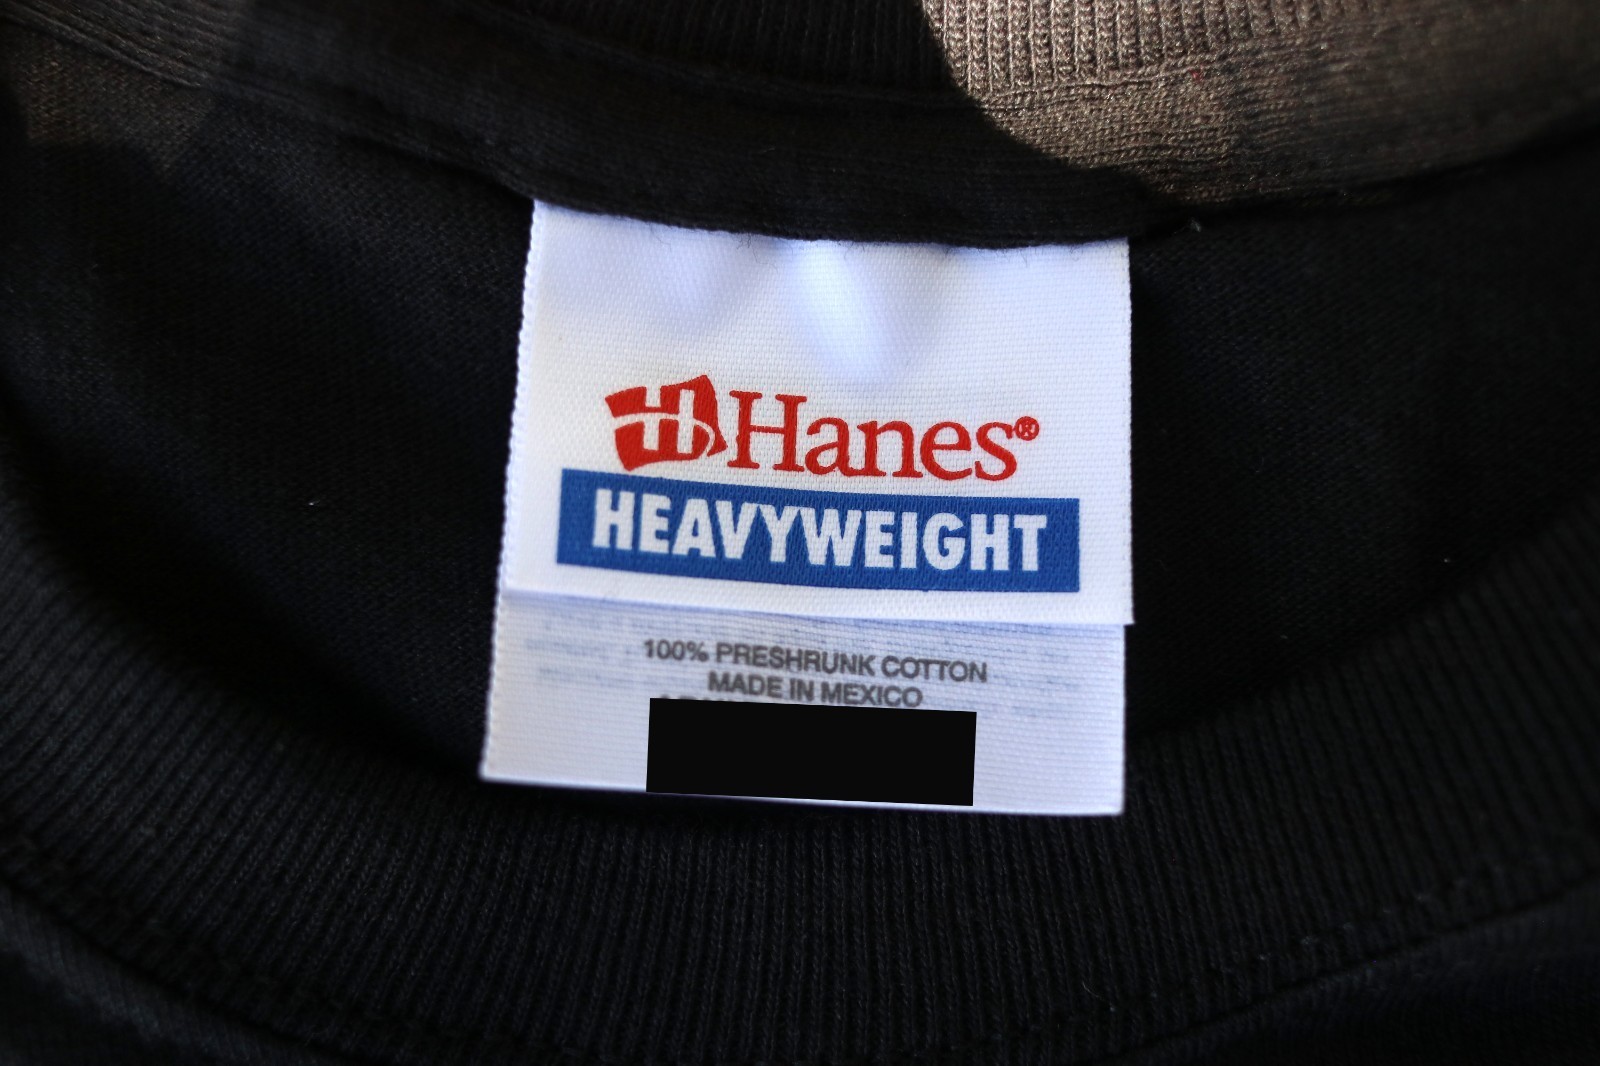 Hanes®
HEAVYWEIGHT
100% PRESHRUNK COTTON
MADE IN MEXICO